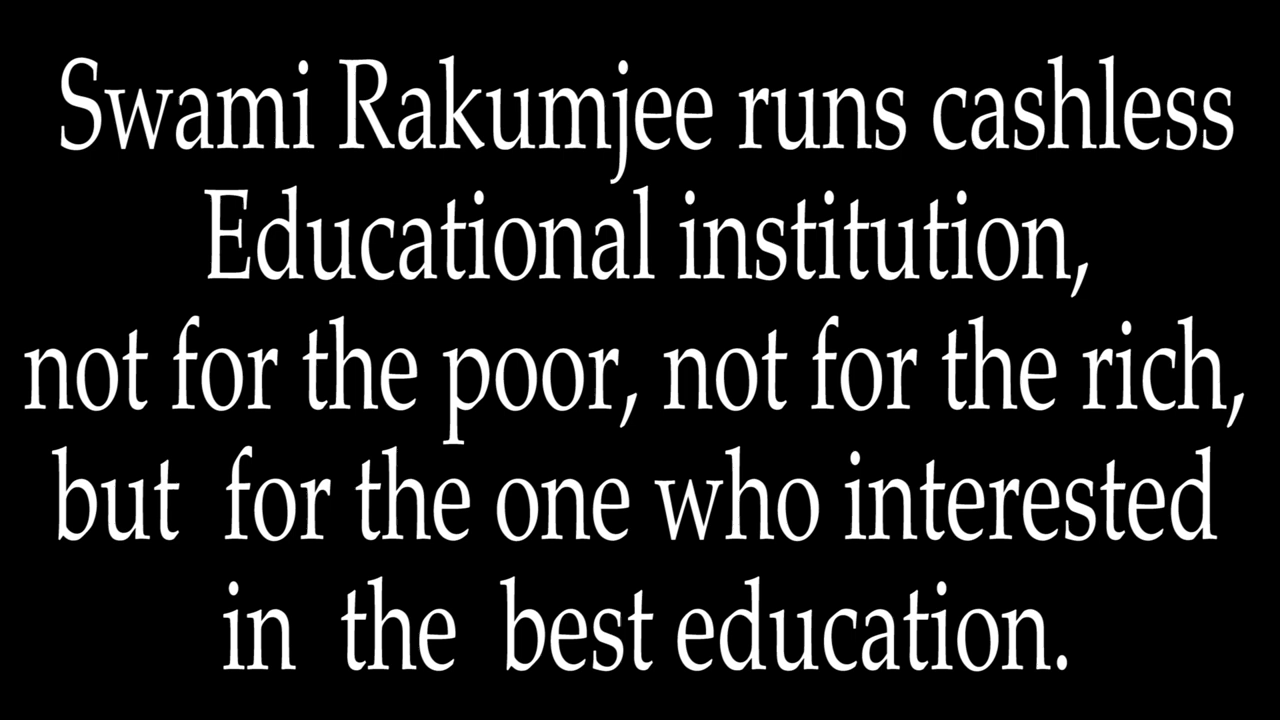 Swami Rakumjee runs cashless
Educational institution,
not for the poor, not for the rich,
but for the one who interested
in the best education.